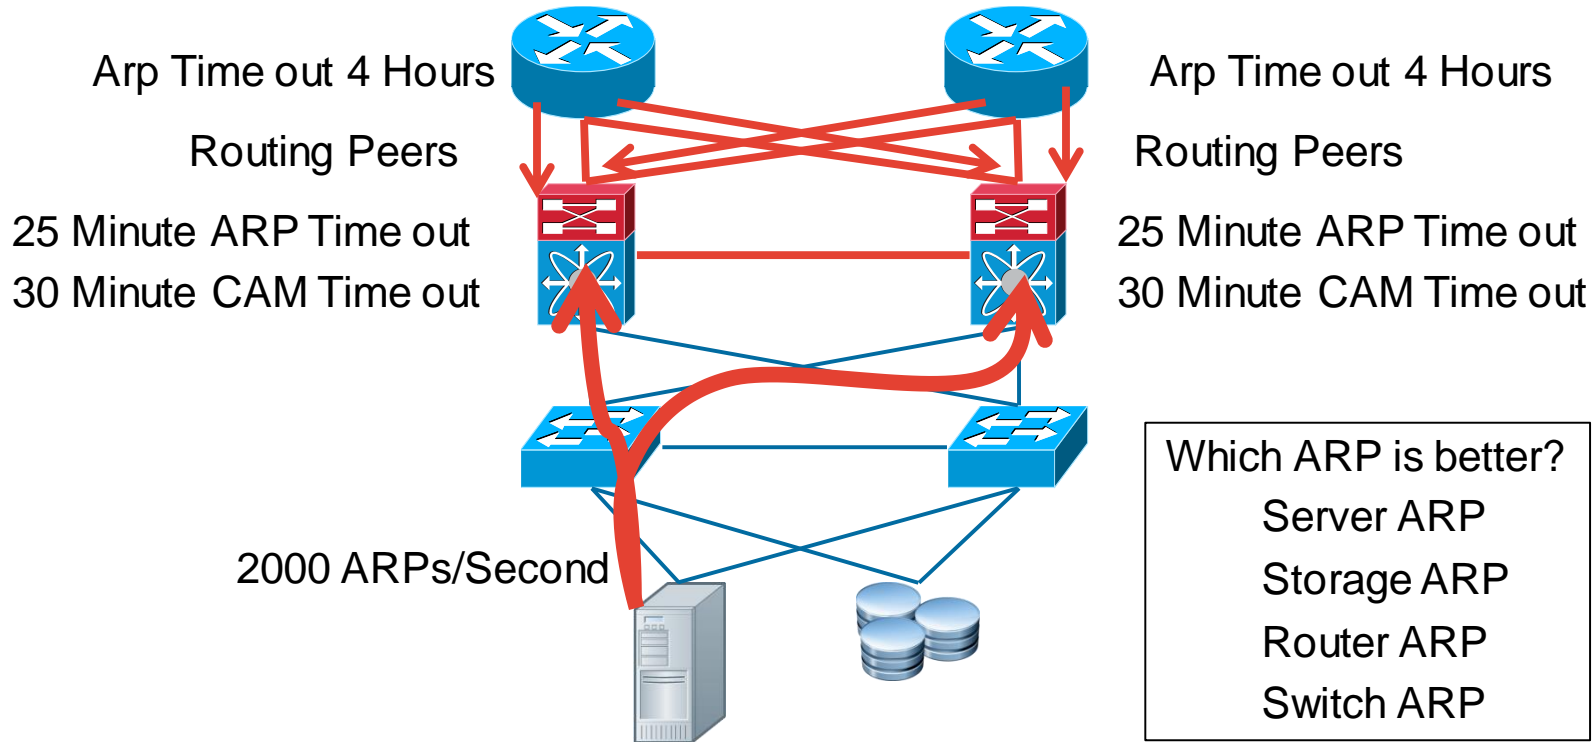 Arp Time out 4 Hours
Arp Time out 4 Hours
Routing Peers
Routing Peers
25 Minute ARP Time out
30 Minute CAM Time out
25 Minute ARP Time out
30 Minute CAM Time out
2000 ARPs/Second
Which ARP is better?
Server ARP
Storage ARP
Router ARP
Switch ARP